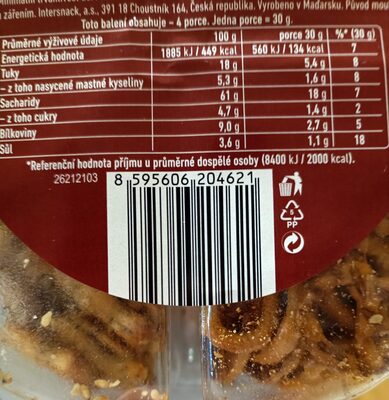 zářením. Intersnack, a.s., 391 18 Choustník 164, Česká republika. Vyrobeno v Maďarsku. Původ
Toto balení obsahuje – 4 porce. Jedna porce = 30 g.
Průměrné výživové údaje 100 g porce 30 g %* (30 g)
Energetická hodnota 1885 kJ / 449 kcal 560 kJ / 134 kcal 7
Tuky 18 g 5,4 g 8
– z toho nasycené mastné kyseliny 5,3 g 1,6 g 8
Sacharidy 61 g 18 g 7
– z toho cukry 4,7 g 1,4 g 2
Bílkoviny 9,0 g 2,7 g 5
Sůl 3,6 g 1,1 g 18
*Referenční hodnota příjmu u průměrné dospělé osoby (8400 kJ / 2000 kcal).
26212103
8 595606 204621
5
PP